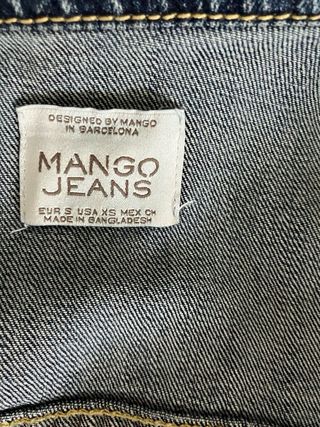 DESIGNED BY MANGO
IN BARCELONA
MANGO
JEANS
EUR S USA XS MEX CH
MADE IN BANGLADESH